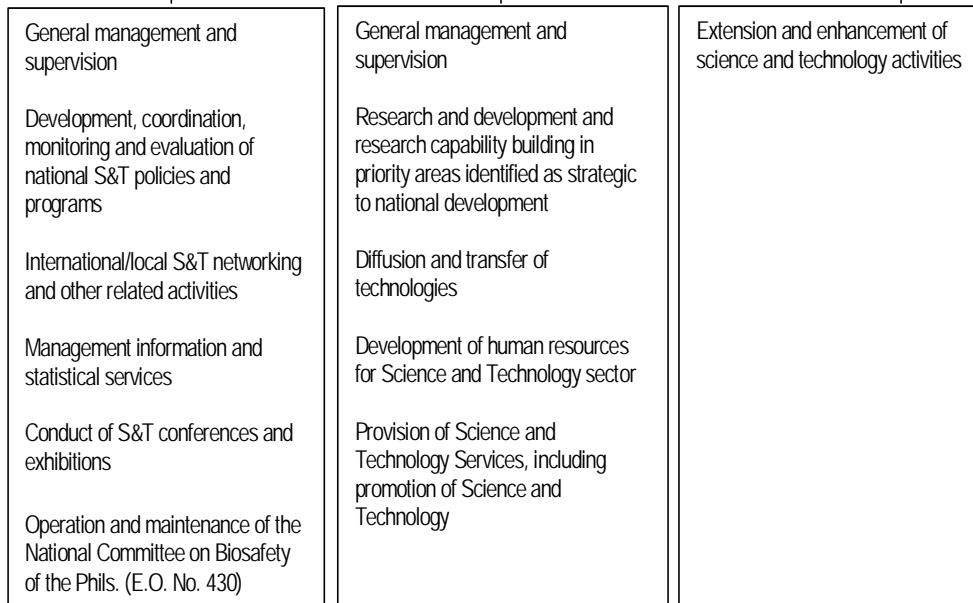 General management and
supervision
Development, coordination,
monitoring and evaluation of
national S&T policies and
programs
International/local S&T networking
and other related activities
Management information and
statistical services
Conduct of S&T conferences and
exhibitions
Operation and maintenance of the
National Committee on Biosafety
of the Phils. (E.O. No. 430)
General management and
supervision
Research and development and
research capability building in
priority areas identified as strategic
to national development
Diffusion and transfer of
technologies
Development of human resources
for Science and Technology sector
Provision of Science and
Technology Services, including
promotion of Science and
Technology
Extension and enhancement of
science and technology activities